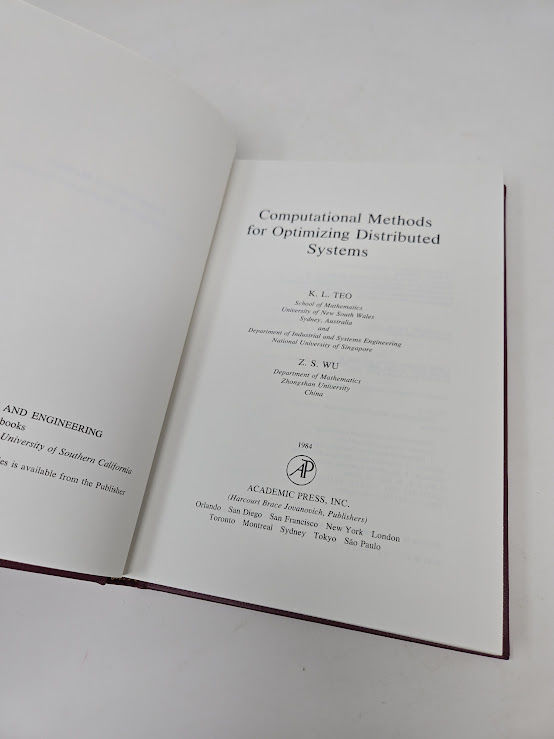 AND ENGINEERING
books
University of Southern California
es is available from the Publisher
Computational Methods
for Optimizing Distributed
Systems
K. L. TEO
School of Mathematics
University of New South Wales
Sydney, Australia
and
Department of Industrial and Systems Engineering
National University of Singapore
Z. S. WU
Department of Mathematics
Zhongshan University
China
1984
AP
ACADEMIC PRESS, INC.
(Harcourt Brace Jovanovich, Publishers)
Orlando San Diego San Francisco New York London
Toronto Montreal Sydney Tokyo São Paulo